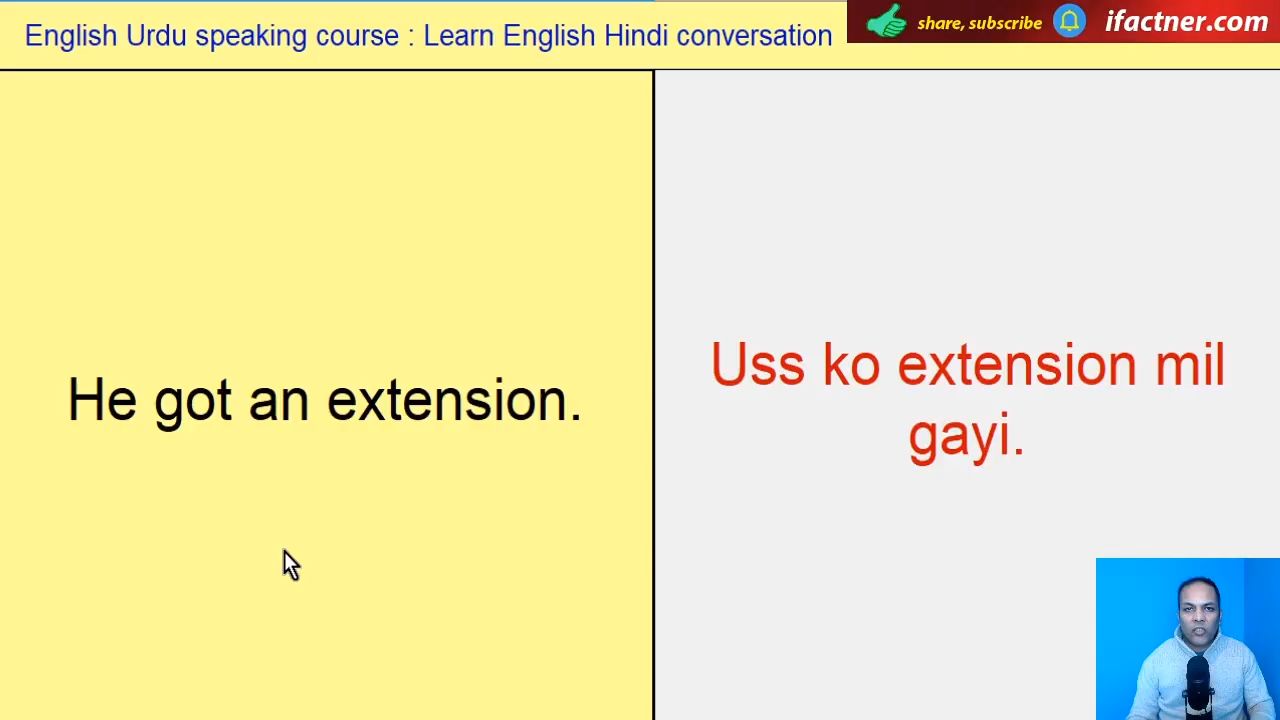 English Urdu speaking course : Learn English Hindi conversation
share, subscribe
ifactner.com
He got an extension.
Uss ko extension mil
gayi.